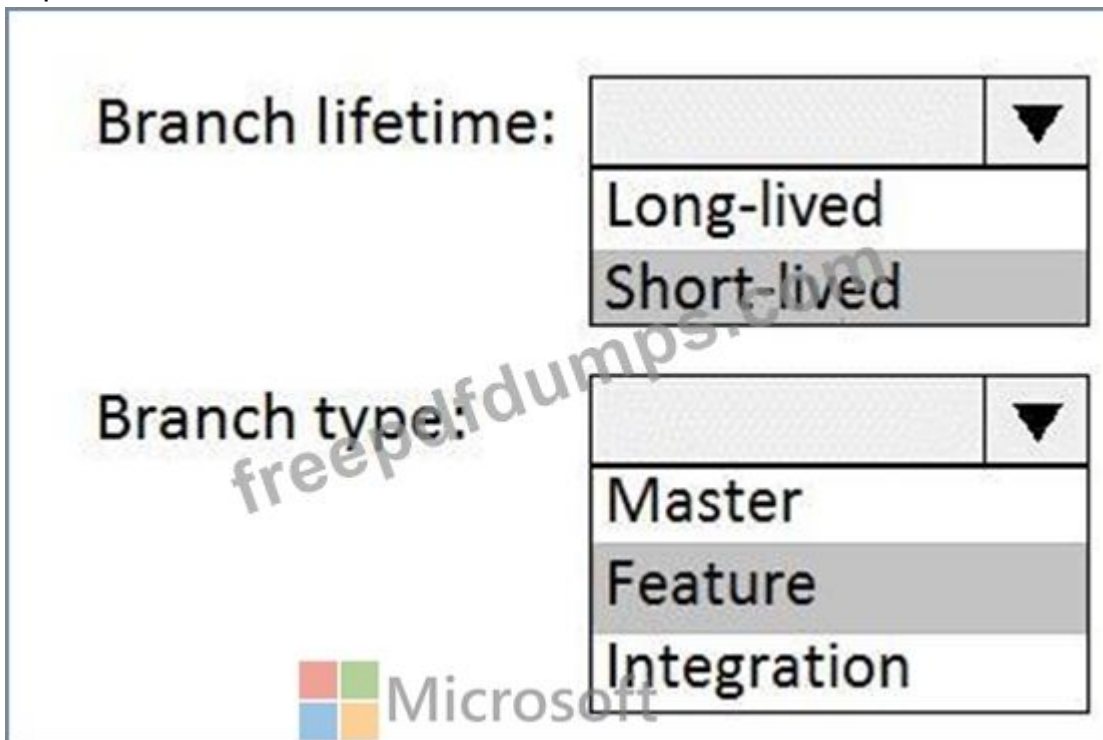 Branch lifetime:
Long-lived
Short-lived
Branch type:
Master
Feature
Integration
freepdfdumps.com
Microsoft